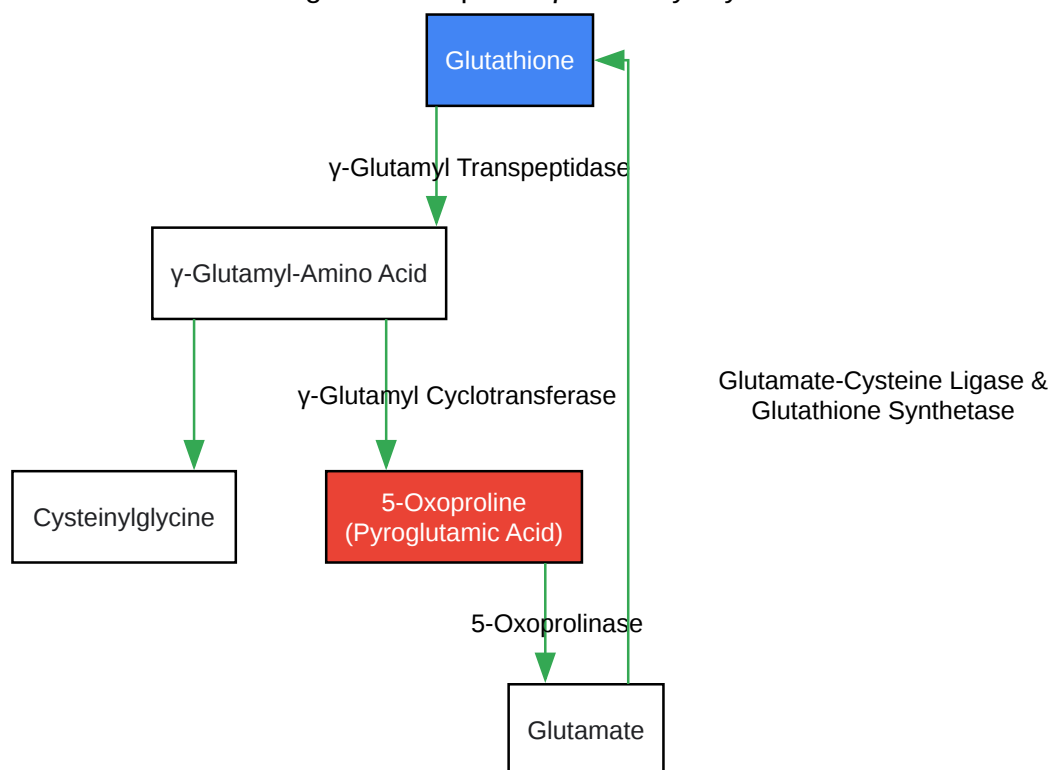 Glutathione
γ-Glutamyl Transpeptidase
γ-Glutamyl-Amino Acid
γ-Glutamyl Cyclotransferase
Glutamate-Cysteine Ligase &
Glutathione Synthetase
Cysteinylglycine
5-Oxoproline
(Pyroglutamic Acid)
5-Oxoprolinase
Glutamate